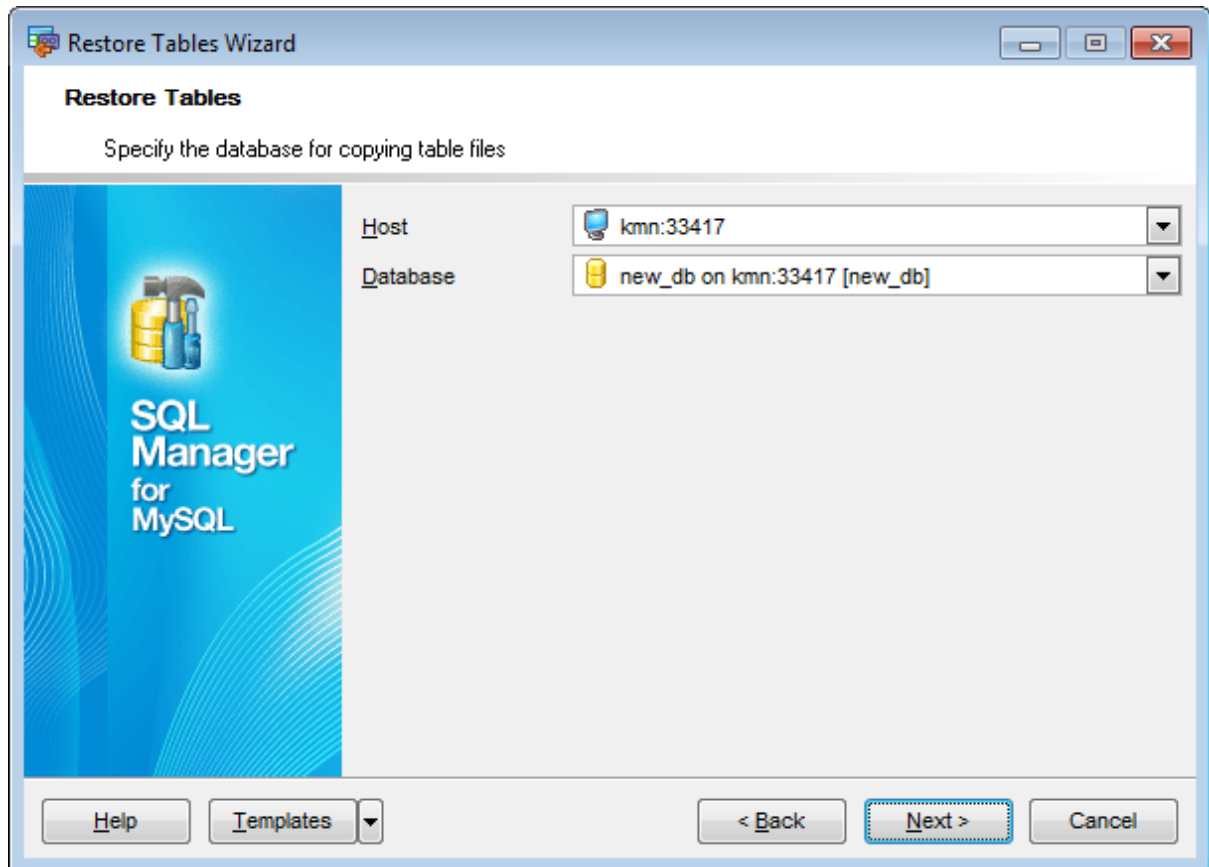 Restore Tables Wizard
Restore Tables
Specify the database for copying table files
Host kmn:33417
Database new_db on kmn:33417 [new_db]
SQL
Manager
for
MySQL
Help Templates < Back Next > Cancel